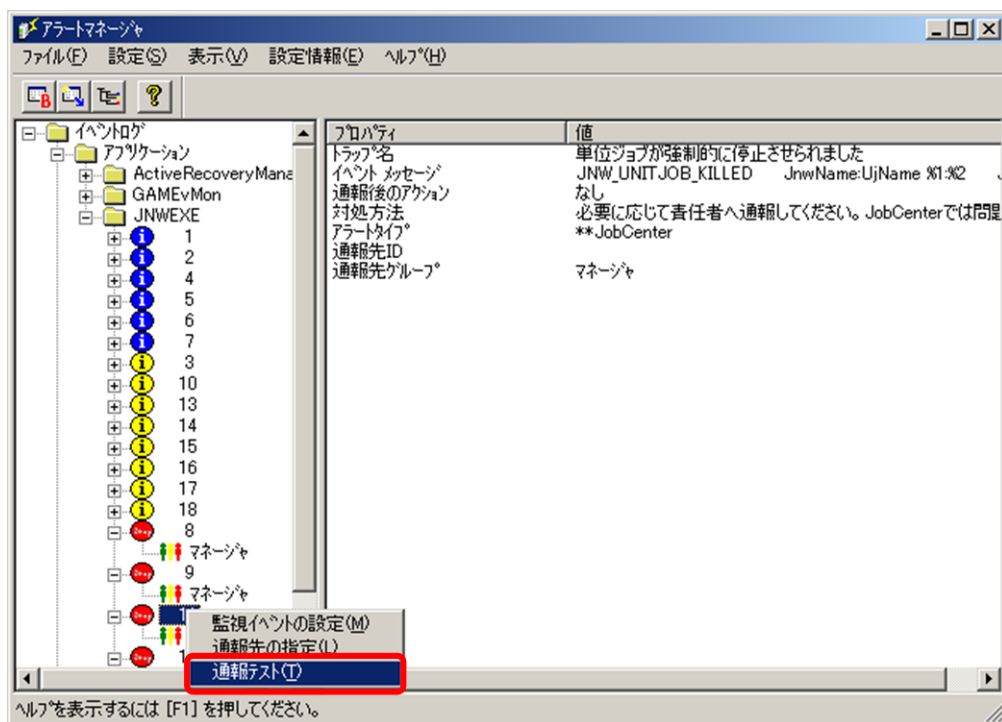 アラートマネージャ
ファイル(F) 設定(S) 表示(V) 設定情報(E) ヘルプ(H)
イベントログ
アプリケーション
ActiveRecoveryMana
GAMEvMon
JNWEXE
1
2
4
5
6
7
3
10
13
14
15
16
17
18
8
マネージャ
9
マネージャ
プロパティ 値
トラップ名 単位ジョブが強制的に停止させられました
イベント メッセージ JNW_UNITJOB_KILLED JnwName:UjName %1:%2
通報後のアクション なし
対処方法 必要に応じて責任者へ通報してください。JobCenterでは問題
アラートタイプ **JobCenter
通報先ID
通報先グループ マネージャ
監視イベントの設定(M)
通報先の指定(L)
通報テスト(T)
ヘルプを表示するには [F1] を押してください。